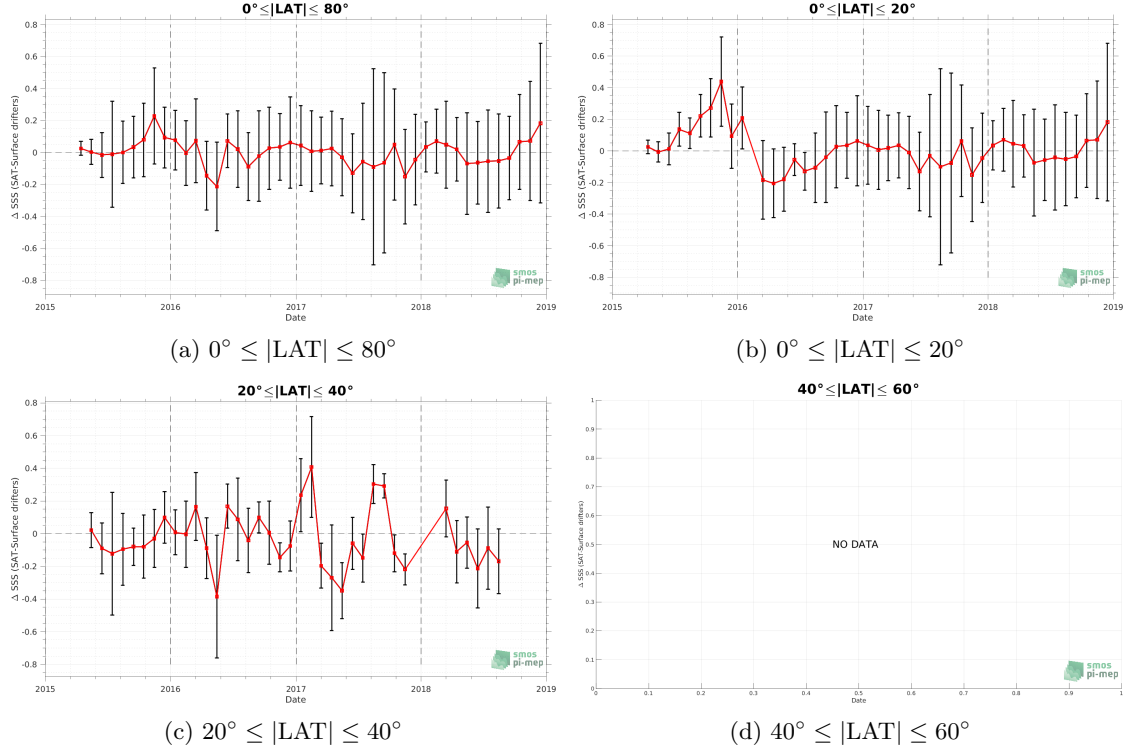 0°≤|LAT|≤ 80°
0.8
0.6
0.4
0.2
0
-0.2
-0.4
-0.6
-0.8
Δ SSS (SAT-Surface drifters)
2015
2016
2017
2018
2019
Date
smos
pi-mep
(a) 0° ≤ |LAT| ≤ 80°
0°≤|LAT|≤ 20°
0.8
0.6
0.4
0.2
0
-0.2
-0.4
-0.6
-0.8
Δ SSS (SAT-Surface drifters)
2015
2016
2017
2018
2019
Date
smos
pi-mep
(b) 0° ≤ |LAT| ≤ 20°
20°≤|LAT|≤ 40°
0.8
0.6
0.4
0.2
0
-0.2
-0.4
-0.6
-0.8
Δ SSS (SAT-Surface drifters)
2015
2016
2017
2018
2019
Date
smos
pi-mep
(c) 20° ≤ |LAT| ≤ 40°
40°≤|LAT|≤ 60°
1
0.9
0.8
0.7
0.6
0.5
0.4
0.3
0.2
0.1
0
Δ SSS (SAT-Surface drifters)
NO DATA
0
0.1
0.2
0.3
0.4
0.5
0.6
0.7
0.8
0.9
1
Date
smos
pi-mep
(d) 40° ≤ |LAT| ≤ 60°